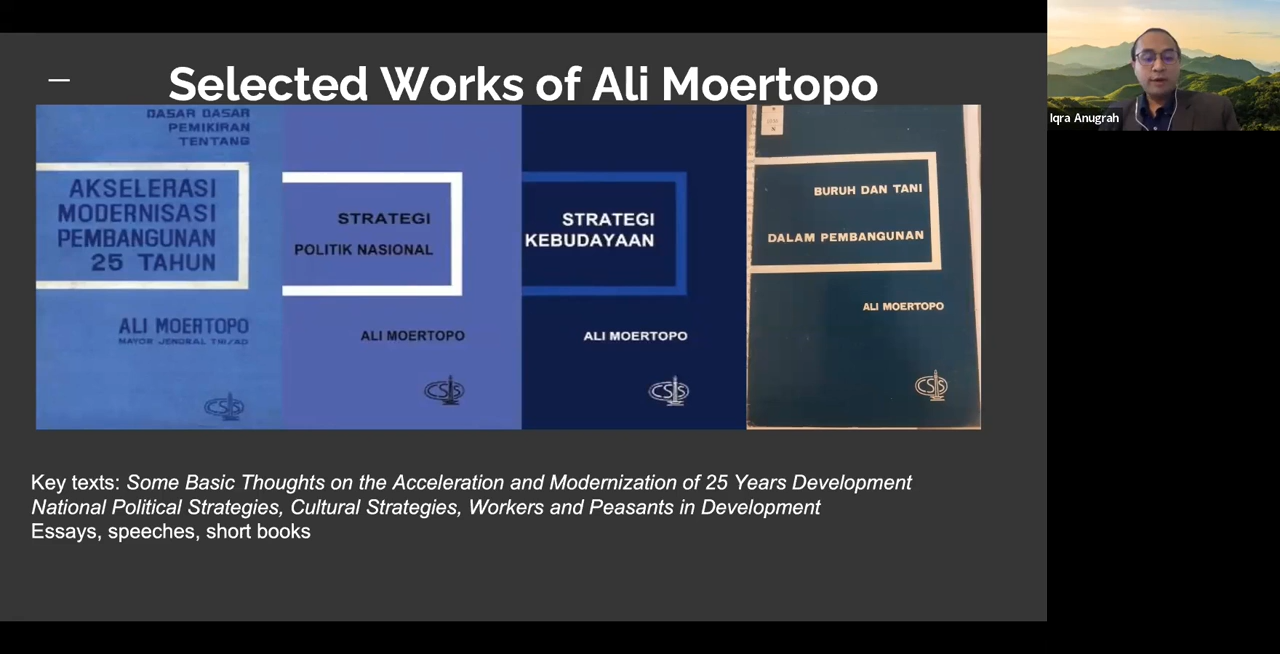 Selected Works of Ali Moertopo
DASAR DASAR
PEMIKIRAN
TENTANG
AKSELERASI
MODERNISASI
PEMBANGUNAN
25 TAHUN
ALI MOERTOPO
MAYOR JENDRAL TNI/AD
CSIS
STRATEGI
POLITIK NASIONAL
ALI MOERTOPO
CSIS
STRATEGI
KEBUDAYAAN
ALI MOERTOPO
CSIS
BURUH DAN TANI
DALAM PEMBANGUNAN
ALI MOERTOPO
CSIS
Key texts: Some Basic Thoughts on the Acceleration and Modernization of 25 Years Development
National Political Strategies, Cultural Strategies, Workers and Peasants in Development
Essays, speeches, short books
Iqra Anugrah